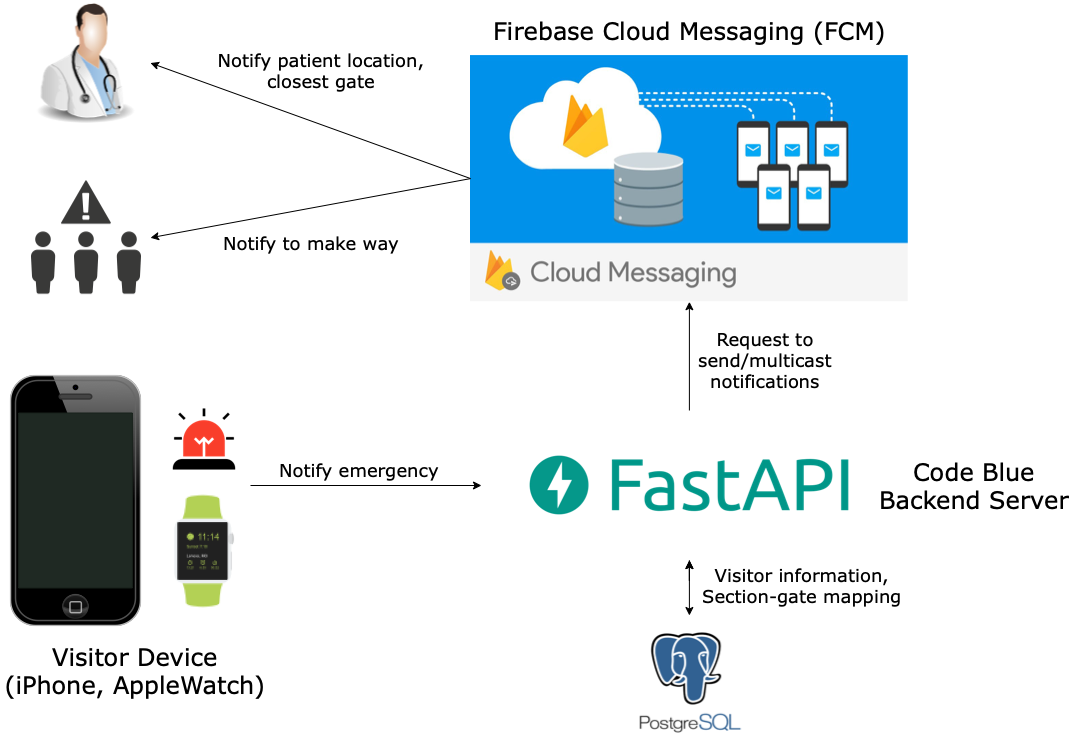 Firebase Cloud Messaging (FCM)
Notify patient location,
closest gate
Notify to make way
Cloud Messaging
Request to
send/multicast
notifications
Notify emergency
FastAPI
Code Blue
Backend Server
11:14
Visitor information,
Section-gate mapping
Visitor Device
(iPhone, AppleWatch)
PostgreSQL